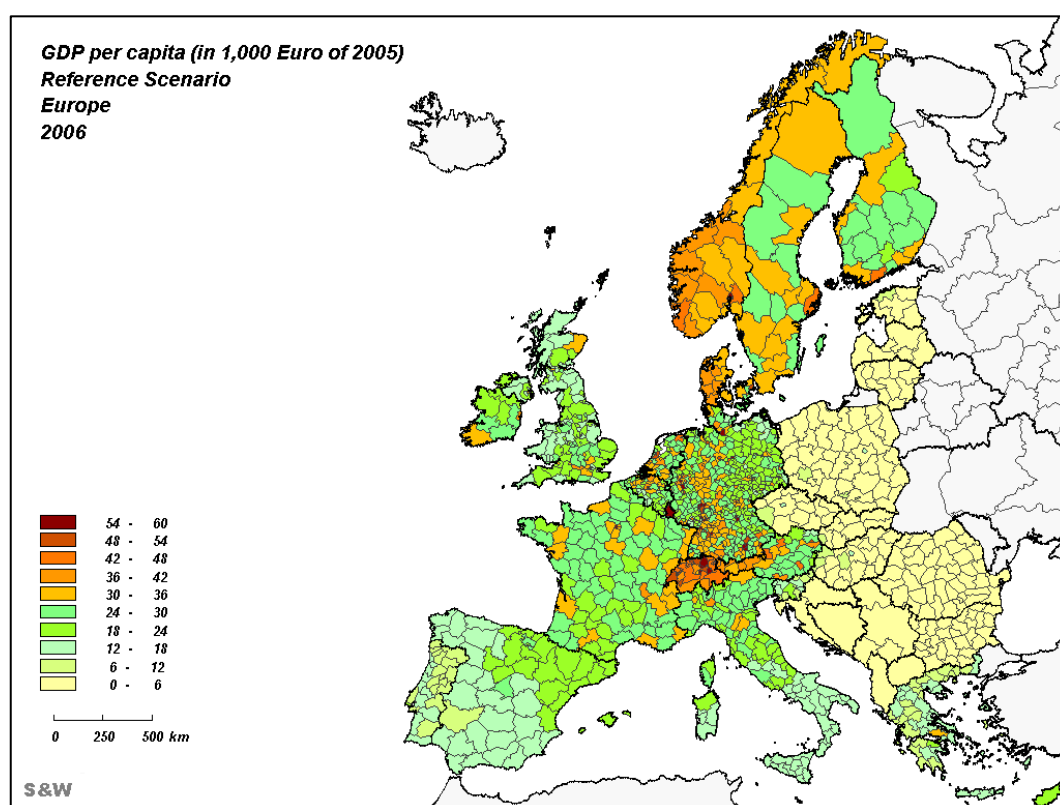 GDP per capita (in 1,000 Euro of 2005)
Reference Scenario
Europe
2006
54 - 60
48 - 54
42 - 48
36 - 42
30 - 36
24 - 30
18 - 24
12 - 18
6 - 12
0 - 6
0 250 500 km
S&W